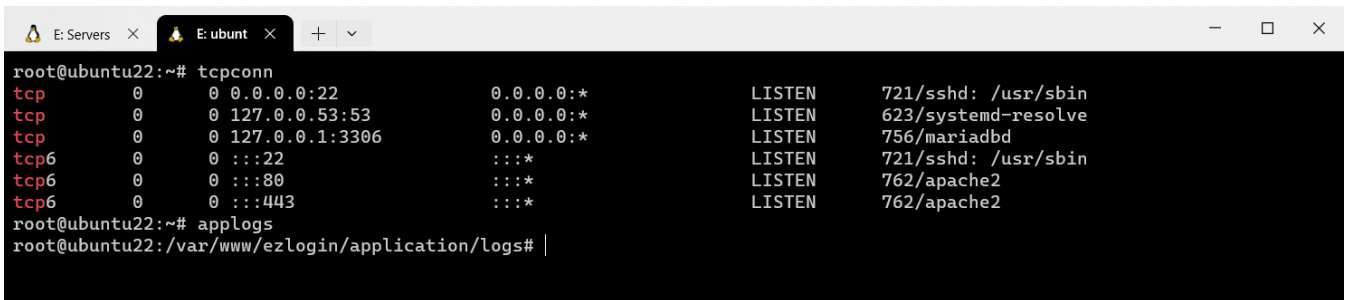 E: Servers E: ubunt
root@ubuntu22:~# tcpconn
tcp 0 0 0.0.0.0:22 0.0.0.0:* LISTEN 721/sshd: /usr/sbin
tcp 0 0 127.0.0.53:53 0.0.0.0:* LISTEN 623/systemd-resolve
tcp 0 0 127.0.0.1:3306 0.0.0.0:* LISTEN 756/mariadbd
tcp6 0 0 :::22 :::* LISTEN 721/sshd: /usr/sbin
tcp6 0 0 :::80 :::* LISTEN 762/apache2
tcp6 0 0 :::443 :::* LISTEN 762/apache2
root@ubuntu22:~# applogs
root@ubuntu22:/var/www/ezlogin/application/logs#